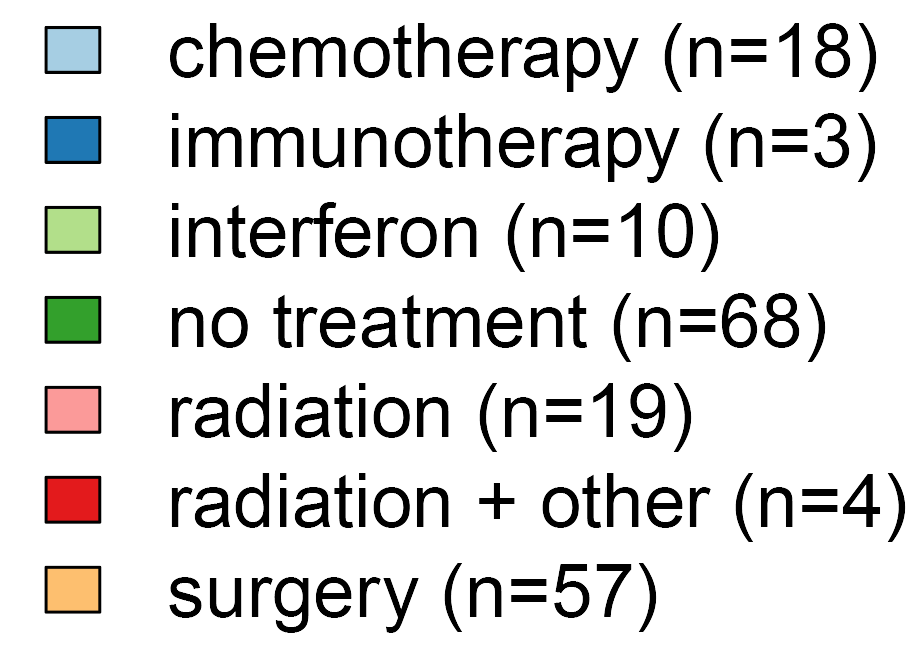 chemotherapy (n=18)
immunotherapy (n=3)
interferon (n=10)
no treatment (n=68)
radiation (n=19)
radiation + other (n=4)
surgery (n=57)